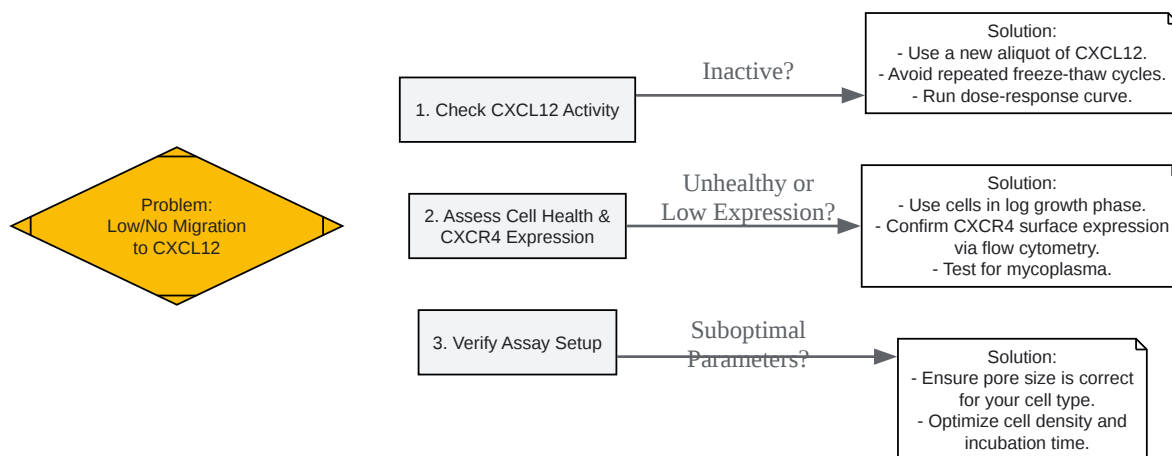 Problem:
Low/No Migration
to CXCL12
1. Check CXCL12 Activity
Inactive?
Solution:
- Use a new aliquot of CXCL12.
- Avoid repeated freeze-thaw cycles.
- Run dose-response curve.
2. Assess Cell Health &
CXCR4 Expression
Unhealthy or
Low Expression?
Solution:
- Use cells in log growth phase.
- Confirm CXCR4 surface expression
via flow cytometry.
- Test for mycoplasma.
3. Verify Assay Setup
Suboptimal
Parameters?
Solution:
- Ensure pore size is correct
for your cell type.
- Optimize cell density and
incubation time.